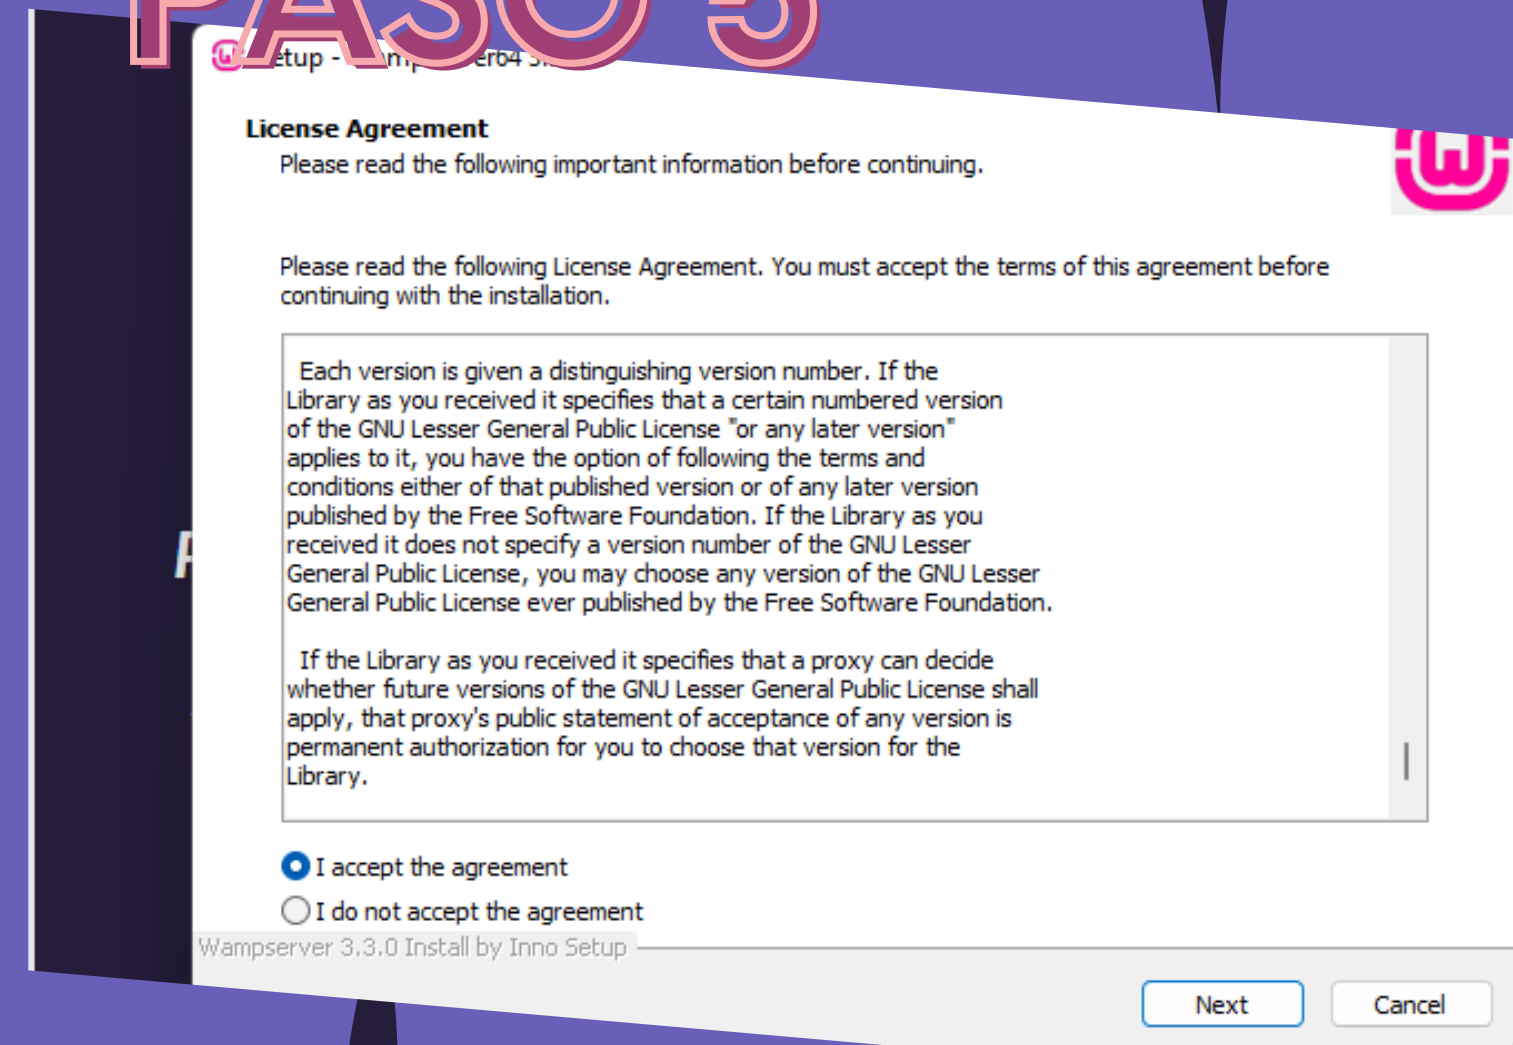 PASO 5
etup -
License Agreement
Please read the following important information before continuing.
Please read the following License Agreement. You must accept the terms of this agreement before
continuing with the installation.
Each version is given a distinguishing version number. If the
Library as you received it specifies that a certain numbered version
of the GNU Lesser General Public License "or any later version"
applies to it, you have the option of following the terms and
conditions either of that published version or of any later version
published by the Free Software Foundation. If the Library as you
received it does not specify a version number of the GNU Lesser
General Public License, you may choose any version of the GNU Lesser
General Public License ever published by the Free Software Foundation.
If the Library as you received it specifies that a proxy can decide
whether future versions of the GNU Lesser General Public License shall
apply, that proxy's public statement of acceptance of any version is
permanent authorization for you to choose that version for the
Library.
I accept the agreement
I do not accept the agreement
Wampserver 3.3.0 Install by Inno Setup
Next
Cancel